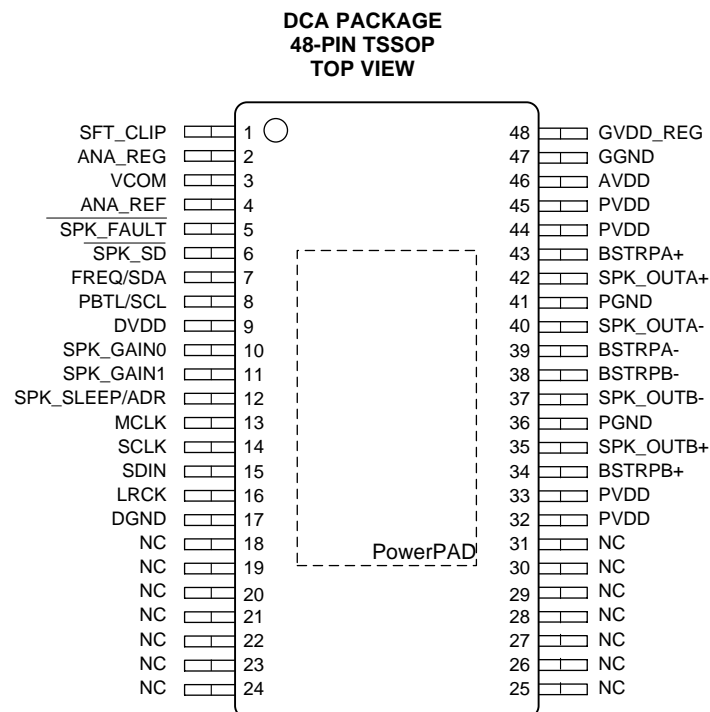 DCA PACKAGE
48-PIN TSSOP
TOP VIEW
SFT_CLIP 1 48 GVDD_REG
ANA_REG 2 47 GGND
VCOM 3 46 AVDD
ANA_REF 4 45 PVDD
SPK_FAULT 5 44 PVDD
SPK_SD 6 43 BSTRPA+
FREQ/SDA 7 42 SPK_OUTA+
PBTL/SCL 8 41 PGND
DVDD 9 40 SPK_OUTA-
SPK_GAIN0 10 39 BSTRPA-
SPK_GAIN1 11 38 BSTRPB-
SPK_SLEEP/ADR 12 37 SPK_OUTB-
MCLK 13 36 PGND
SCLK 14 35 SPK_OUTB+
SDIN 15 34 BSTRPB+
LRCK 16 33 PVDD
DGND 17 32 PVDD
NC 18 31 NC
PowerPAD
NC 19 30 NC
NC 20 29 NC
NC 21 28 NC
NC 22 27 NC
NC 23 26 NC
NC 24 25 NC